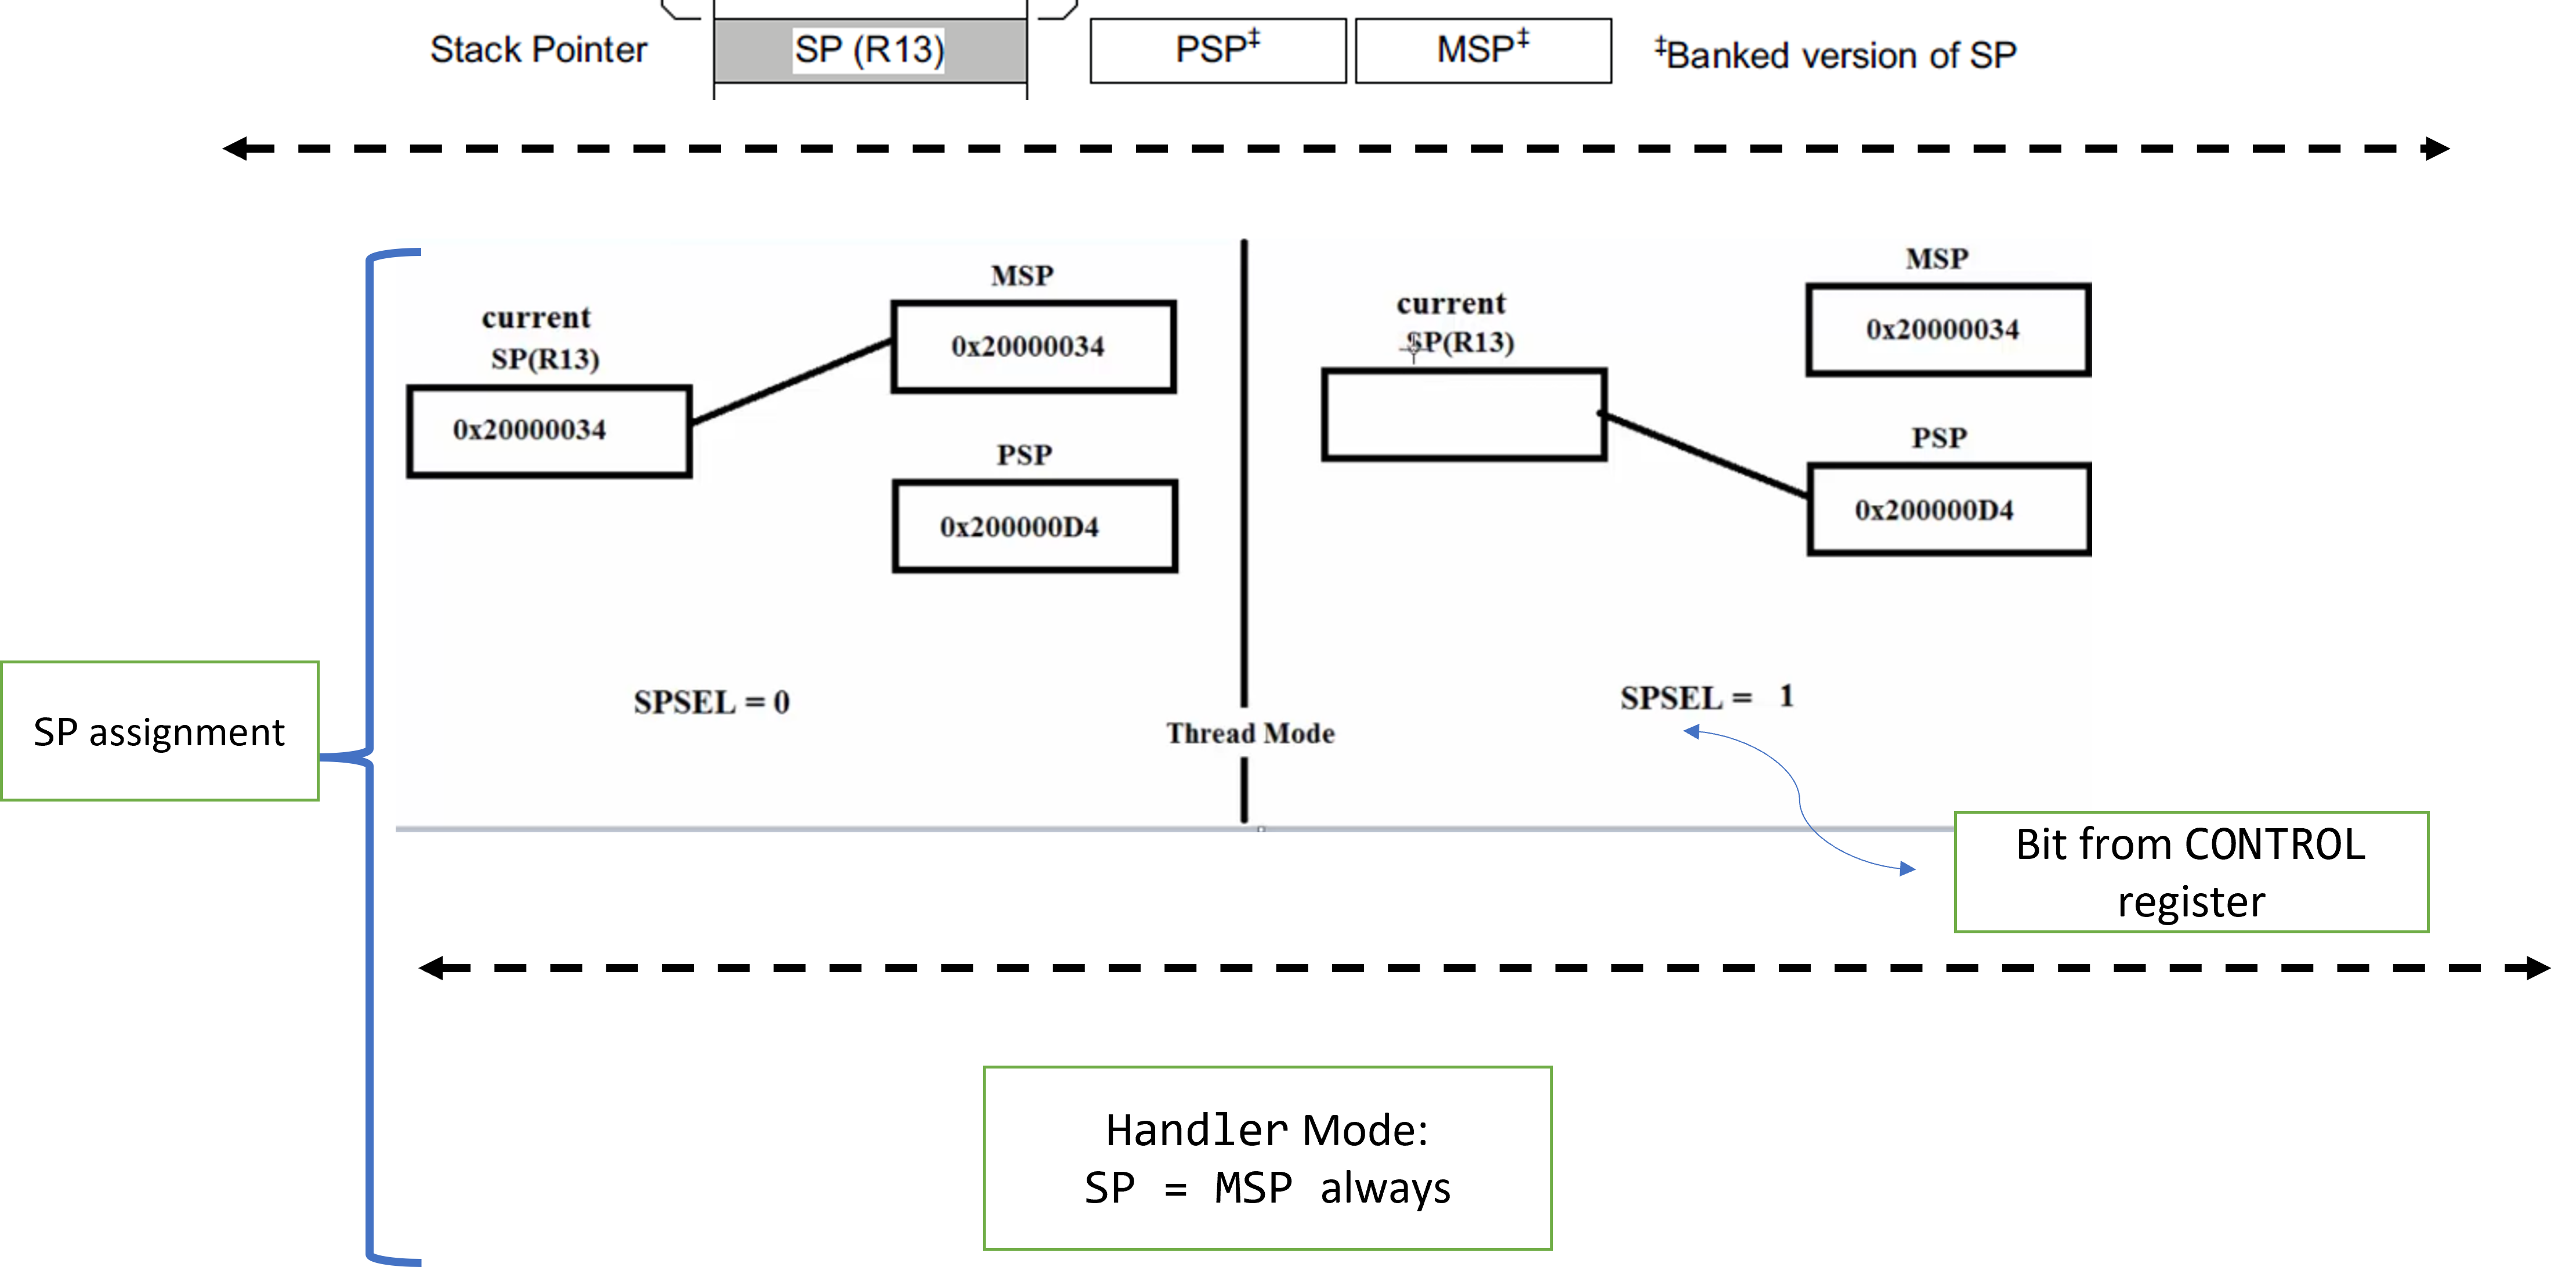 Stack Pointer SP (R13) PSP‡ MSP‡ ‡Banked version of SP
MSP
current
SP(R13)
0x20000034
0x20000034
PSP
0x200000D4
SPSEL = 0
MSP
current
SP(R13)
0x20000034
PSP
0x200000D4
SPSEL = 1
Thread Mode
SP assignment
Bit from CONTROL
register
Handler Mode:
SP = MSP always